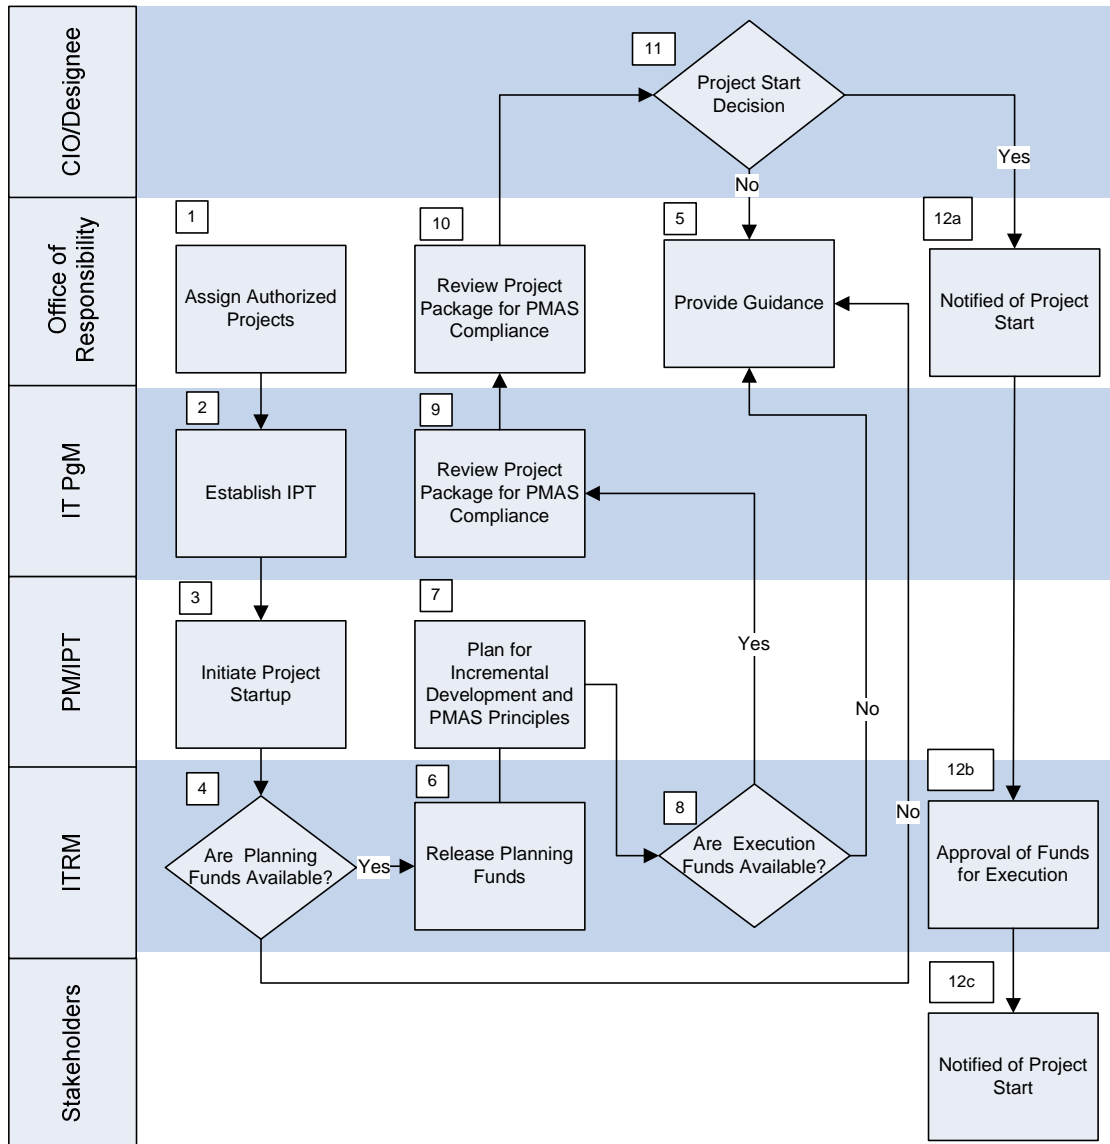 CIO/Designee
11
Project Start
Decision
Yes
No
Office of
Responsibility
1
Assign Authorized
Projects
10
Review Project
Package for PMAS
Compliance
5
Provide Guidance
12a
Notified of Project
Start
IT PgM
2
Establish IPT
9
Review Project
Package for PMAS
Compliance
PM/IPT
3
Initiate Project
Startup
7
Plan for
Incremental
Development and
PMAS Principles
Yes
No
ITRM
4
Are Planning
Funds Available?
Yes
6
Release Planning
Funds
8
Are Execution
Funds Available?
No
12b
Approval of Funds
for Execution
Stakeholders
12c
Notified of Project
Start